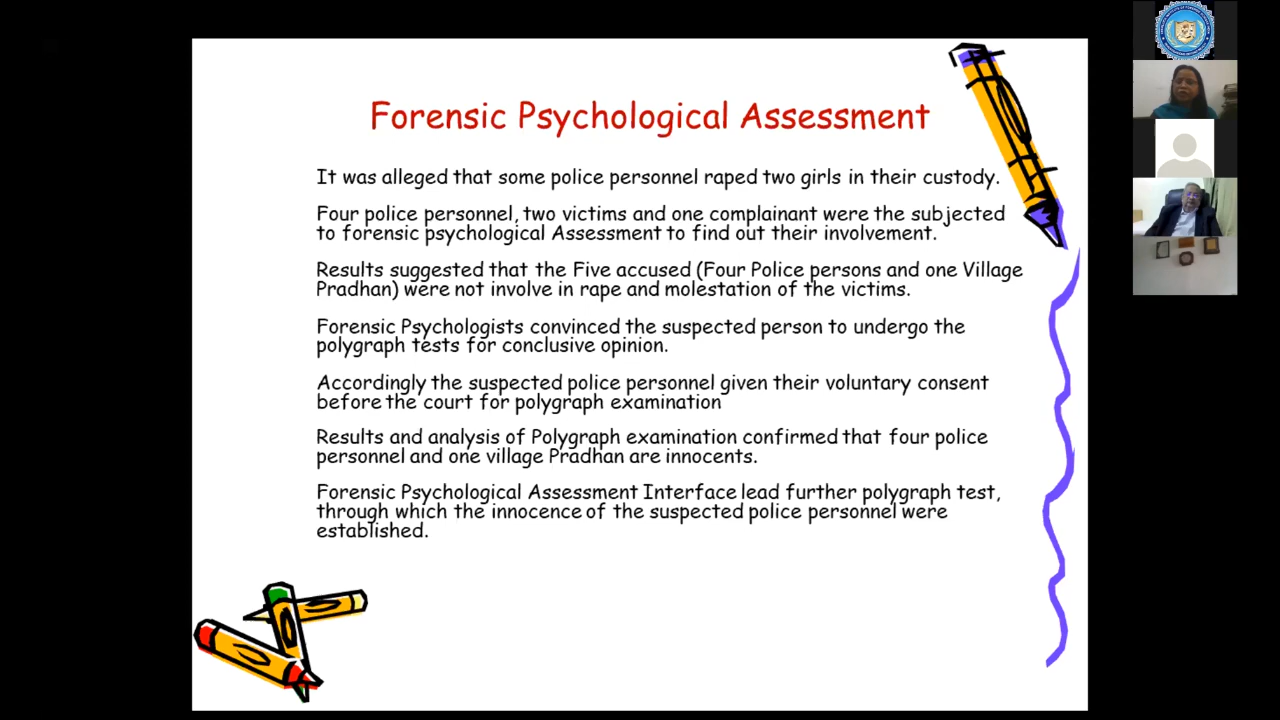 Forensic Psychological Assessment
It was alleged that some police personnel raped two girls in their custody.
Four police personnel, two victims and one complainant were the subjected
to forensic psychological Assessment to find out their involvement.
Results suggested that the Five accused (Four Police persons and one Village
Pradhan) were not involve in rape and molestation of the victims.
Forensic Psychologists convinced the suspected person to undergo the
polygraph tests for conclusive opinion.
Accordingly the suspected police personnel given their voluntary consent
before the court for polygraph examination
Results and analysis of Polygraph examination confirmed that four police
personnel and one village Pradhan are innocents.
Forensic Psychological Assessment Interface lead further polygraph test,
through which the innocence of the suspected police personnel were
established.